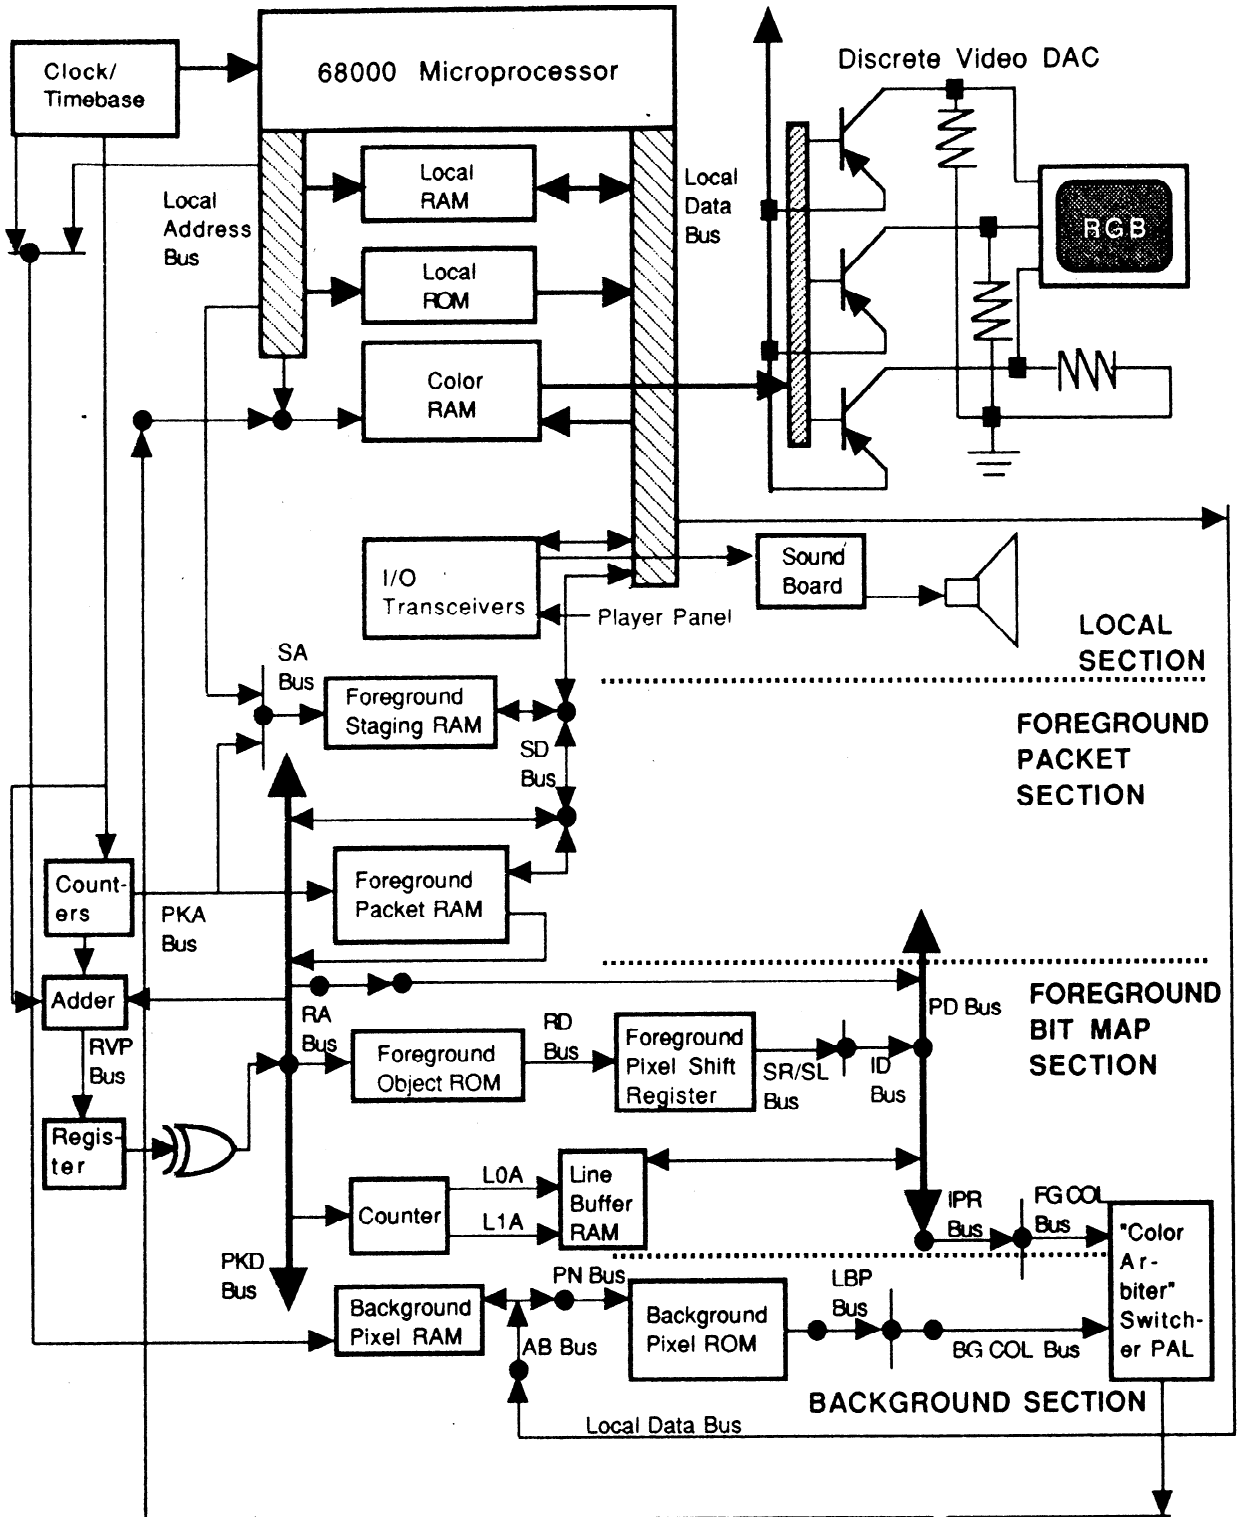 Discrete Video DAC
Clock/
Timebase
68000 Microprocessor
Local
RAM
Local
Data
Bus
Local
Address
Bus
RGB
Local
ROM
Color
RAM
I/O
Transceivers
Sound
Board
Player Panel
LOCAL
SECTION
SA
Bus
Foreground
Staging RAM
SD
Bus
FOREGROUND
PACKET
SECTION
Count-
ers
PKA
Bus
Foreground
Packet RAM
Adder
RA
Bus
PD Bus
FOREGROUND
BIT MAP
SECTION
RVP
Bus
Foreground
Object ROM
RD
Bus
Foreground
Pixel Shift
Register
SR/SL
Bus
ID
Bus
Regis-
ter
Counter
L0A
L1A
Line
Buffer
RAM
IPR
Bus
FG COL
Bus
"Color
Ar-
biter"
Switch-
er PAL
PKD
Bus
Background
Pixel RAM
PN Bus
AB Bus
Background
Pixel ROM
LBP
Bus
BG COL Bus
BACKGROUND SECTION
Local Data Bus